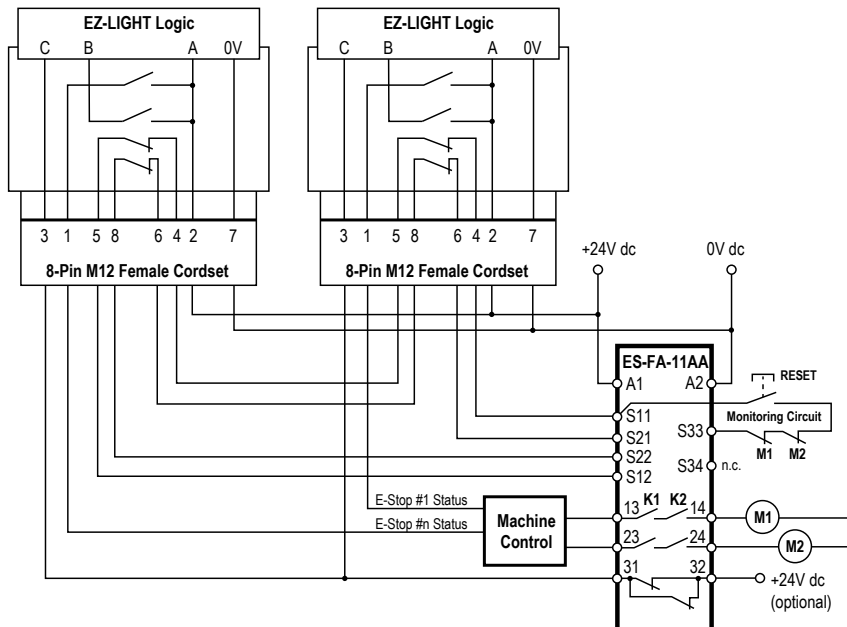 EZ-LIGHT Logic
C B A 0V
EZ-LIGHT Logic
C B A 0V
3 1 5 8 6 4 2 7
8-Pin M12 Female Cordset
3 1 5 8 6 4 2 7
8-Pin M12 Female Cordset
+24V dc
0V dc
ES-FA-11AA
A1 A2
RESET
S11
Monitoring Circuit
S21 S33
M1 M2
S22
S34 n.c.
S12
E-Stop #1 Status
E-Stop #n Status
Machine
Control
13 K1 K2 14
M1
23 24
M2
31 32
+24V dc
(optional)